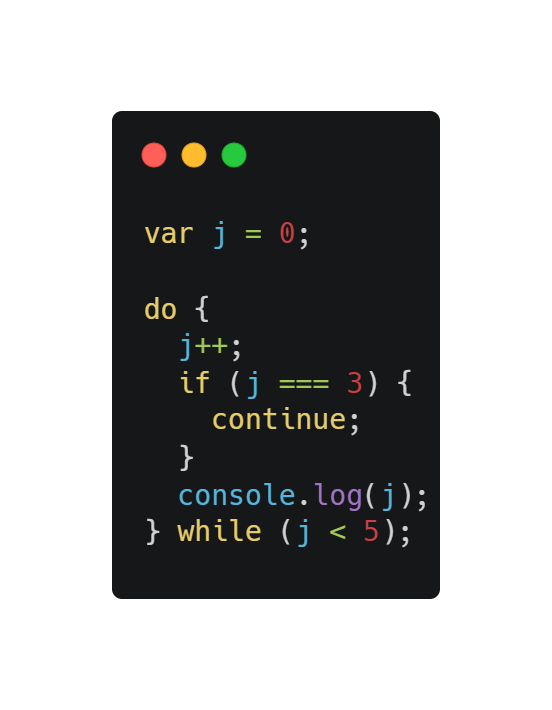 var j = 0;

do {
  j++;
  if (j === 3) {
    continue;
  }
  console.log(j);
} while (j < 5);